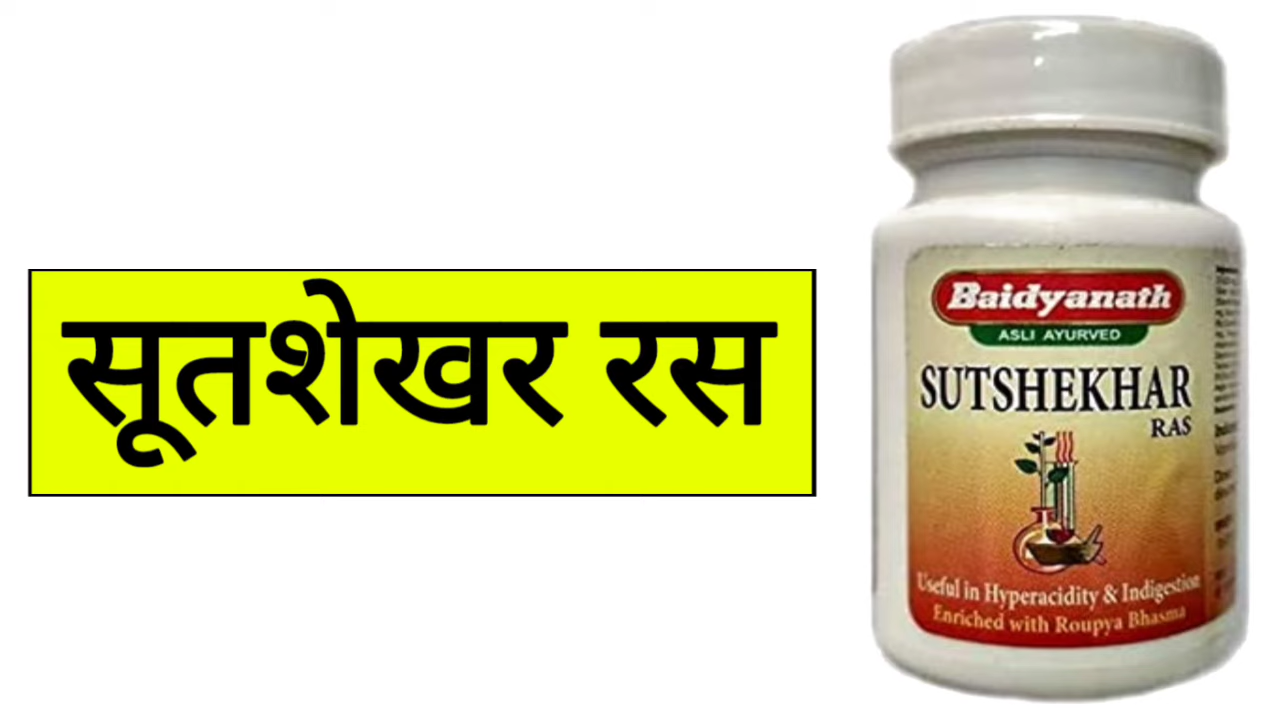 सूतशेखर रस
Baidyanath
ASLI AYURVED
SUTSHEKHAR
RAS
Useful in Hyperacidity & Indigestion
Enriched with Roupya Bhasma